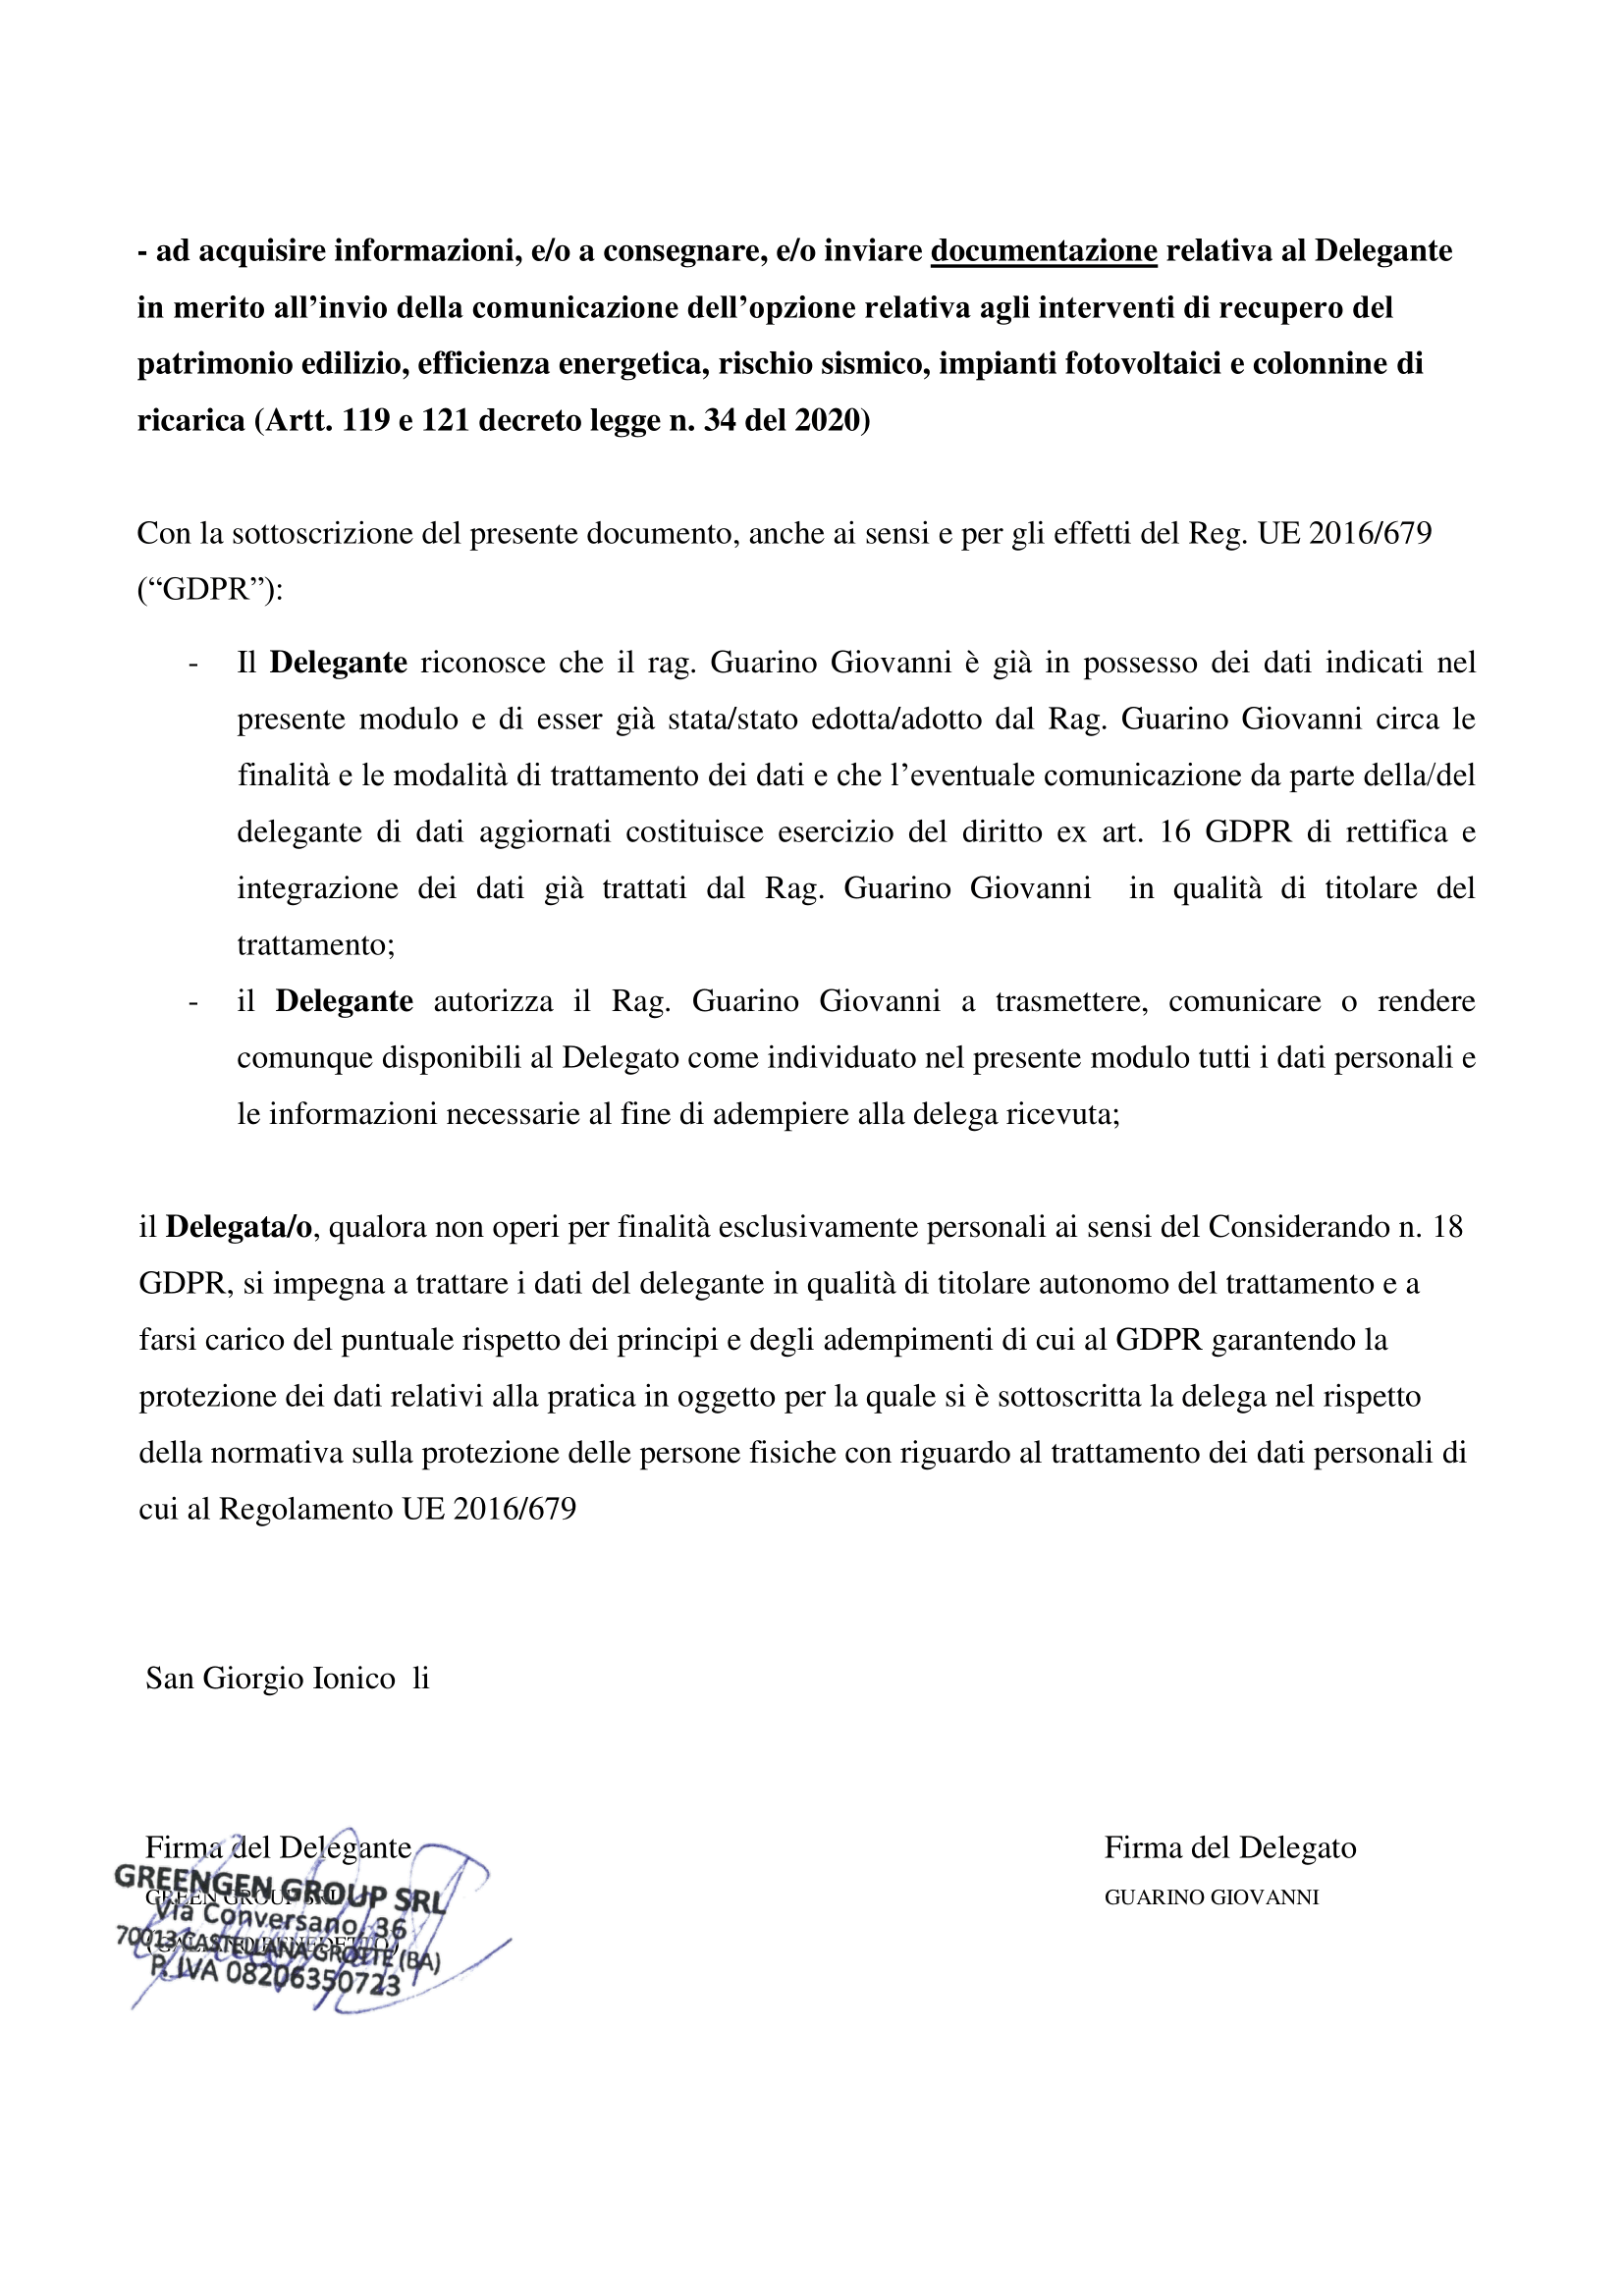 - ad acquisire informazioni, e/o a consegnare, e/o inviare documentazione relativa al Delegante
in merito all’invio della comunicazione dell’opzione relativa agli interventi di recupero del
patrimonio edilizio, efficienza energetica, rischio sismico, impianti fotovoltaici e colonnine di
ricarica (Artt. 119 e 121 decreto legge n. 34 del 2020)
Con la sottoscrizione del presente documento, anche ai sensi e per gli effetti del Reg. UE 2016/679
(“GDPR”):
- Il Delegante riconosce che il rag. Guarino Giovanni è già in possesso dei dati indicati nel
presente modulo e di esser già stata/stato edotta/adotto dal Rag. Guarino Giovanni circa le
finalità e le modalità di trattamento dei dati e che l’eventuale comunicazione da parte della/del
delegante di dati aggiornati costituisce esercizio del diritto ex art. 16 GDPR di rettifica e
integrazione dei dati già trattati dal Rag. Guarino Giovanni in qualità di titolare del
trattamento;
- il Delegante autorizza il Rag. Guarino Giovanni a trasmettere, comunicare o rendere
comunque disponibili al Delegato come individuato nel presente modulo tutti i dati personali e
le informazioni necessarie al fine di adempiere alla delega ricevuta;
il Delegata/o, qualora non operi per finalità esclusivamente personali ai sensi del Considerando n. 18
GDPR, si impegna a trattare i dati del delegante in qualità di titolare autonomo del trattamento e a
farsi carico del puntuale rispetto dei principi e degli adempimenti di cui al GDPR garantendo la
protezione dei dati relativi alla pratica in oggetto per la quale si è sottoscritta la delega nel rispetto
della normativa sulla protezione delle persone fisiche con riguardo al trattamento dei dati personali di
cui al Regolamento UE 2016/679
San Giorgio Ionico li
Firma del Delegante
Firma del Delegato
GREENGEN GROUP SRL
GREEN GROUP SRL
GUARINO GIOVANNI
Via Conversano, 36
70013 CASTELLANA GROTTE (BA)
P. IVA 08206350723